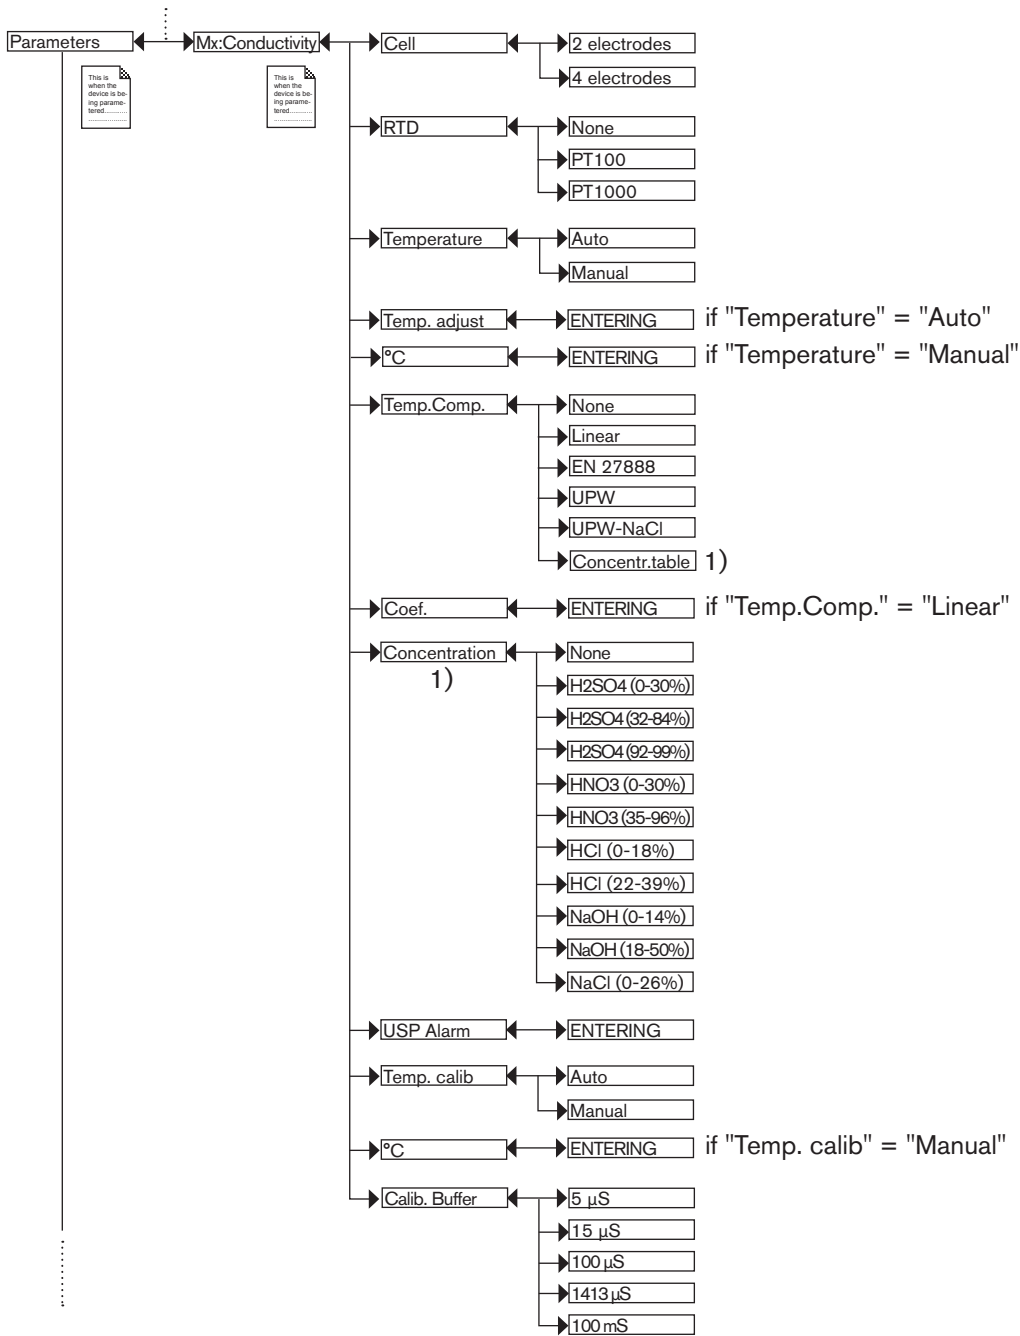 Parameters
Mx:Conductivity
Cell
2 electrodes
4 electrodes
This is
when the
device is be-
ing parame-
tered............
.....................
This is
when the
device is be-
ing parame-
tered............
.....................
RTD
None
PT100
PT1000
Temperature
Auto
Manual
Temp. adjust
ENTERING
if "Temperature" = "Auto"
°C
ENTERING
if "Temperature" = "Manual"
Temp.Comp.
None
Linear
EN 27888
UPW
UPW-NaCl
Concentr.table 1)
Coef.
ENTERING
if "Temp.Comp." = "Linear"
Concentration
1)
None
H2SO4 (0-30%)
H2SO4 (32-84%)
H2SO4 (92-99%)
HNO3 (0-30%)
HNO3 (35-96%)
HCl (0-18%)
HCl (22-39%)
NaOH (0-14%)
NaOH (18-50%)
NaCl (0-26%)
USP Alarm
ENTERING
Temp. calib
Auto
Manual
°C
ENTERING
if "Temp. calib" = "Manual"
Calib. Buffer
5 µS
15 µS
100 µS
1413 µS
100 mS